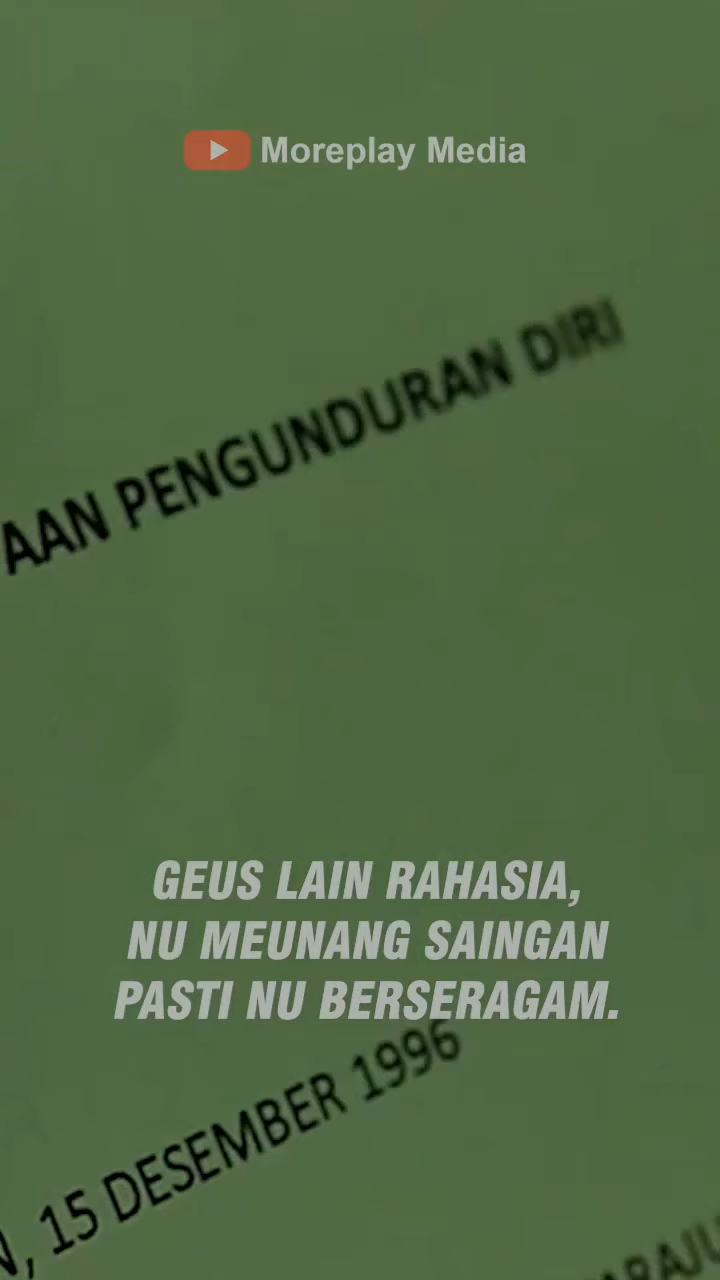 Moreplay Media
AAN PENGUNDURAN DIRI
GEUS LAIN RAHASIA,
NU MEUNANG SAINGAN
PASTI NU BERSERAGAM.
, 15 DESEMBER 1996